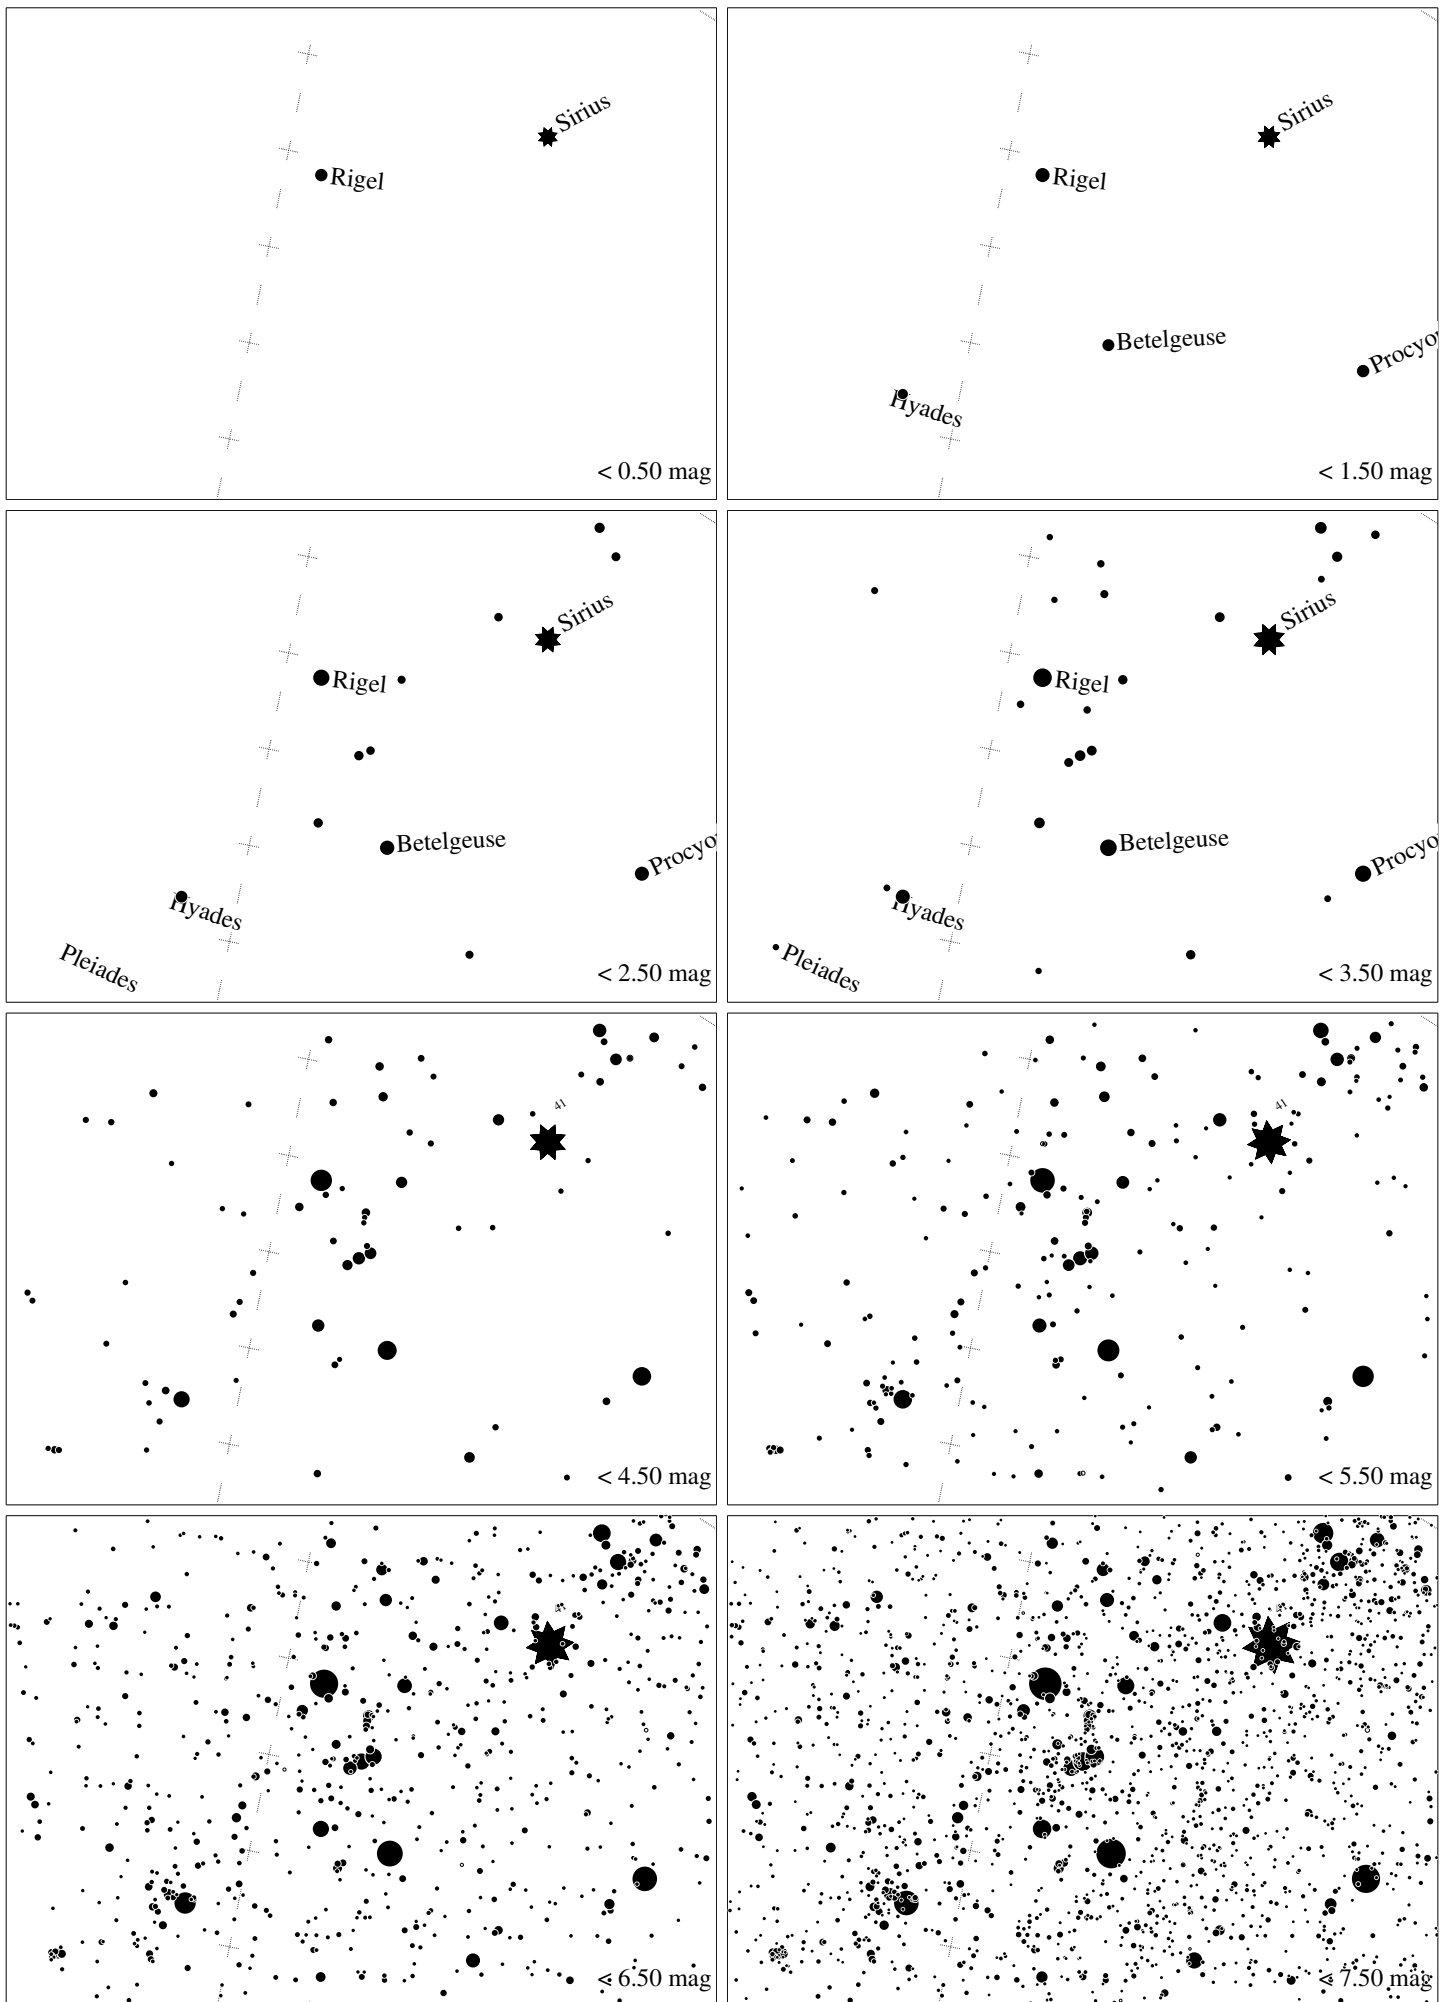 Sirius
Rigel
< 0.50 mag
Sirius
Rigel
Betelgeuse
Procyo
Hyades
< 1.50 mag
Sirius
Rigel
Betelgeuse
Procyo
Hyades
Pleiades
< 2.50 mag
Sirius
Rigel
Betelgeuse
Procyo
Hyades
Pleiades
< 3.50 mag
41
< 4.50 mag
41
< 5.50 mag
< 6.50 mag
< 7.50 mag